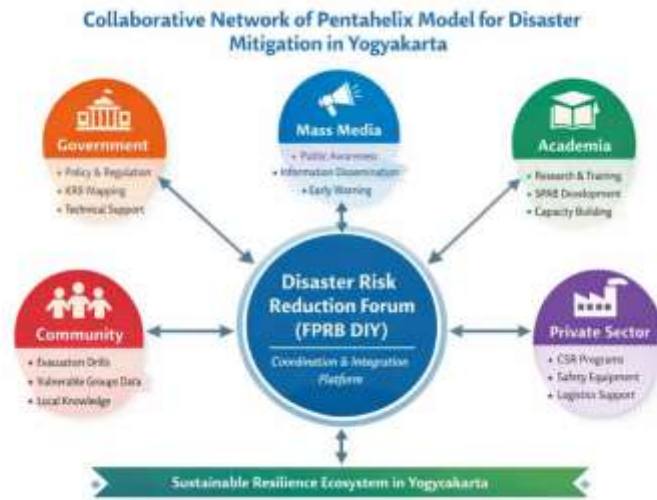 Collaborative Network of Pentahelix Model for Disaster
Mitigation in Yogyakarta
Government
• Policy & Regulation
• KRB Mapping
• Technical Support
Mass Media
• Public Awareness
• Information Dissemination
• Early Warning
Academia
• Research & Training
• SPAB Development
• Capacity Building
Disaster Risk
Reduction Forum
(FPRB DIY)
Coordination & Integration
Platform
Community
• Evacuation Drills
• Vulnerable Groups Data
• Local Knowledge
Private Sector
• CSR Programs
• Safety Equipment
• Logistics Support
Sustainable Resilience Ecosystem in Yogycakarta